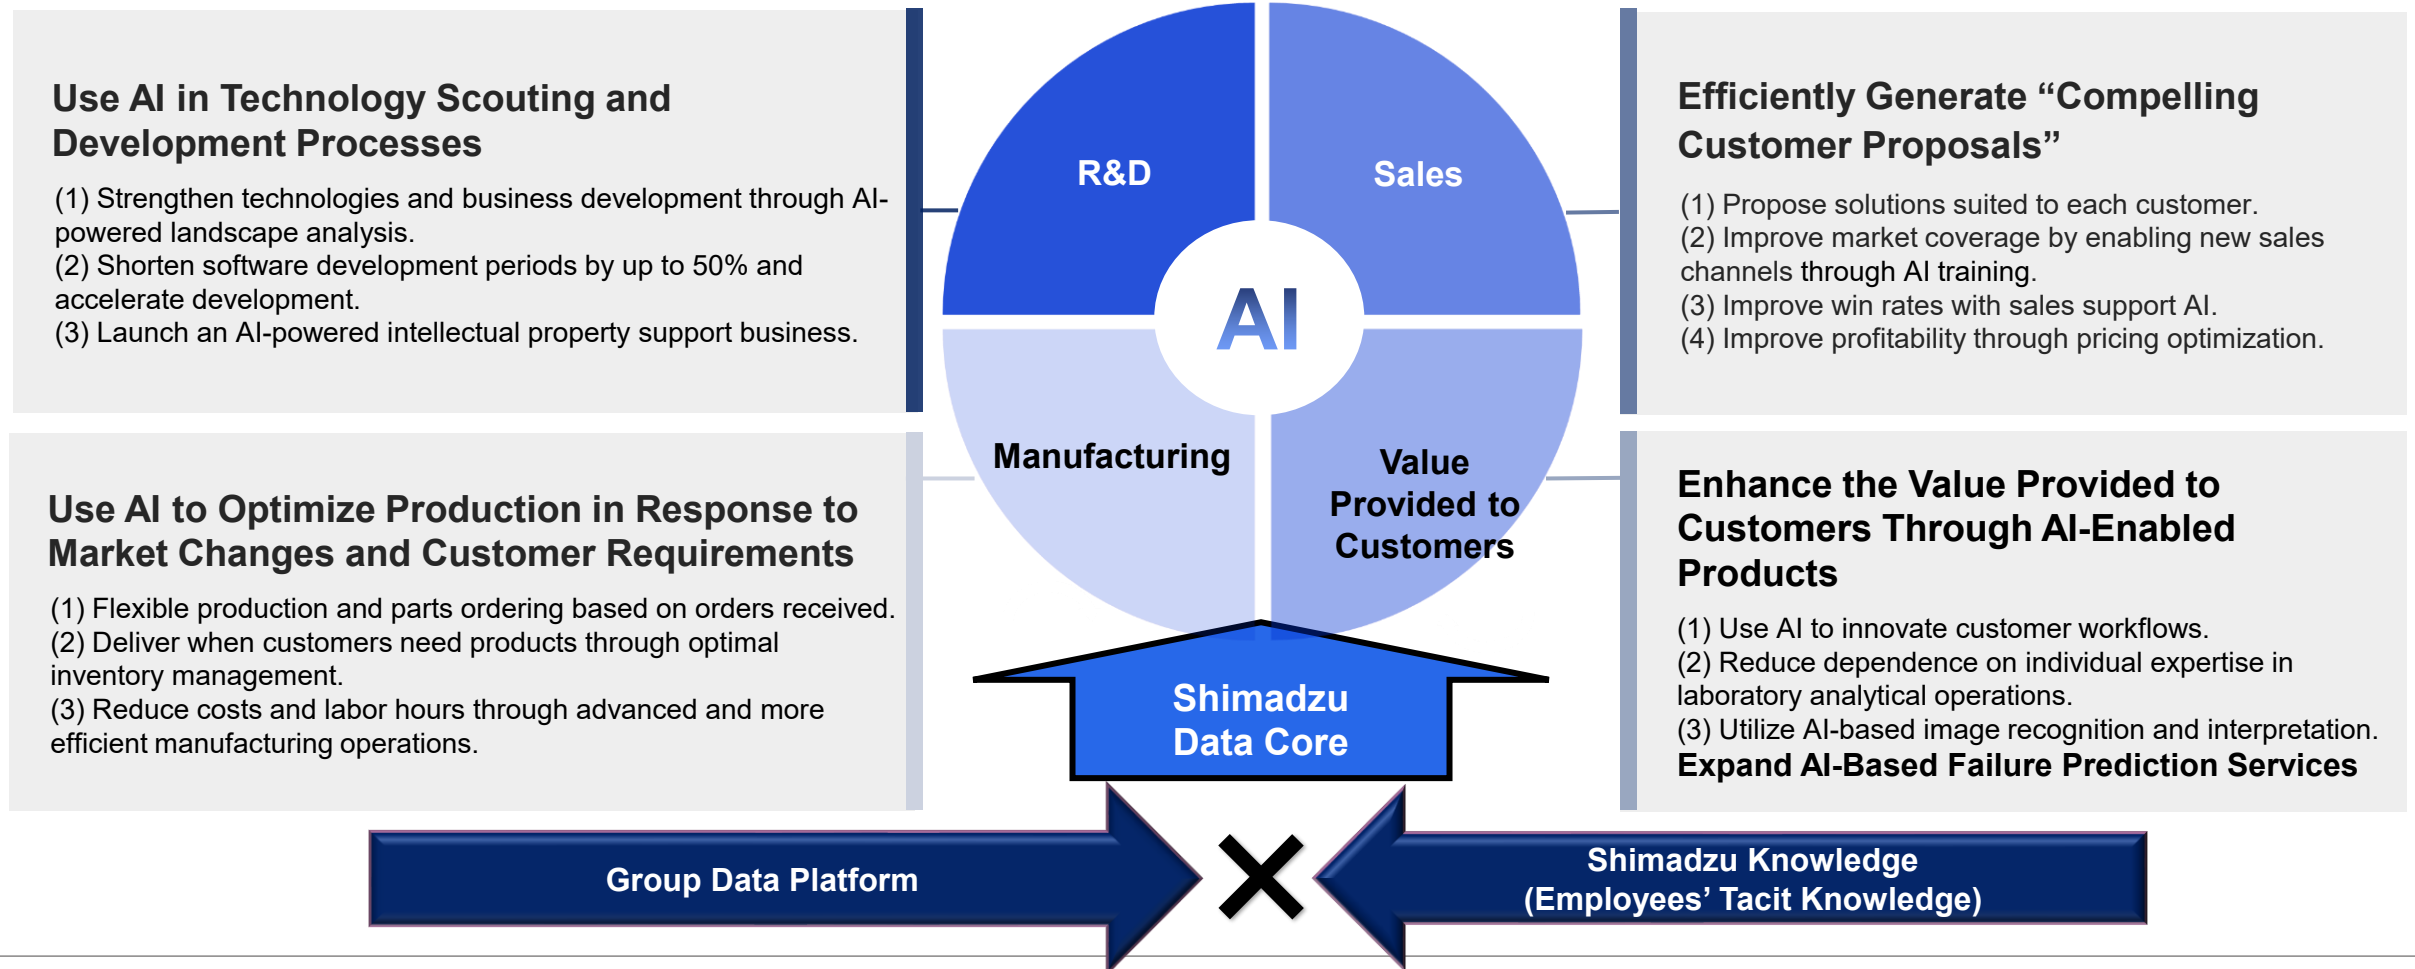 Use AI in Technology Scouting and
Development Processes
(1) Strengthen technologies and business development through AI-
powered landscape analysis.
(2) Shorten software development periods by up to 50% and
accelerate development.
(3) Launch an AI-powered intellectual property support business.
R&D
Sales
AI
Manufacturing
Value
Provided to
Customers
Efficiently Generate “Compelling
Customer Proposals”
(1) Propose solutions suited to each customer.
(2) Improve market coverage by enabling new sales
channels through AI training.
(3) Improve win rates with sales support AI.
(4) Improve profitability through pricing optimization.
Use AI to Optimize Production in Response to
Market Changes and Customer Requirements
(1) Flexible production and parts ordering based on orders received.
(2) Deliver when customers need products through optimal
inventory management.
(3) Reduce costs and labor hours through advanced and more
efficient manufacturing operations.
Enhance the Value Provided to
Customers Through AI-Enabled
Products
(1) Use AI to innovate customer workflows.
(2) Reduce dependence on individual expertise in
laboratory analytical operations.
(3) Utilize AI-based image recognition and interpretation.
Expand AI-Based Failure Prediction Services
Shimadzu
Data Core
Group Data Platform
Shimadzu Knowledge
(Employees’ Tacit Knowledge)